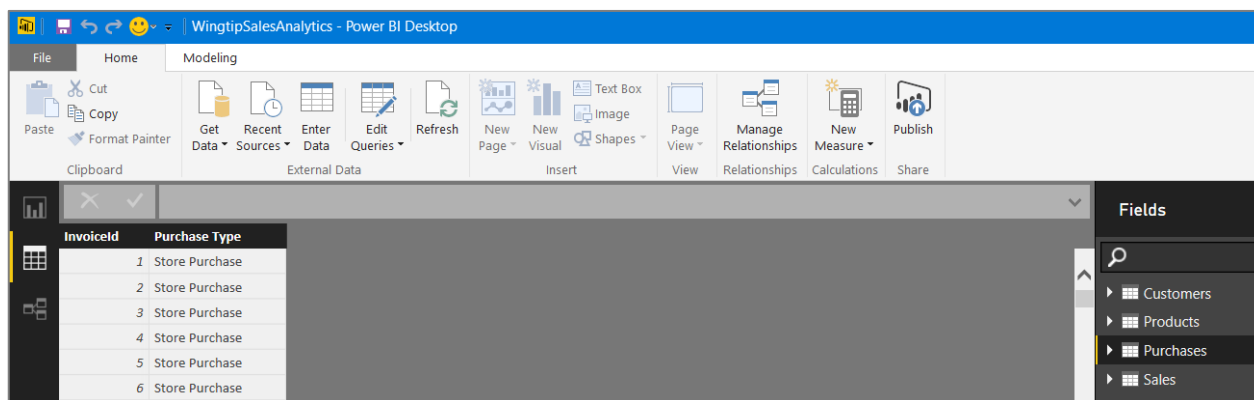 WingtipSalesAnalytics - Power BI Desktop
File Home Modeling
Paste
Cut
Copy
Format Painter
Clipboard
Get Data
Recent Sources
Enter Data
Edit Queries
Refresh
External Data
New Page
New Visual
Text Box
Image
Shapes
Insert
Page View
View
Manage Relationships
Relationships
New Measure
Calculations
Publish
Share
InvoiceId Purchase Type
1 Store Purchase
2 Store Purchase
3 Store Purchase
4 Store Purchase
5 Store Purchase
6 Store Purchase
Fields
Customers
Products
Purchases
Sales